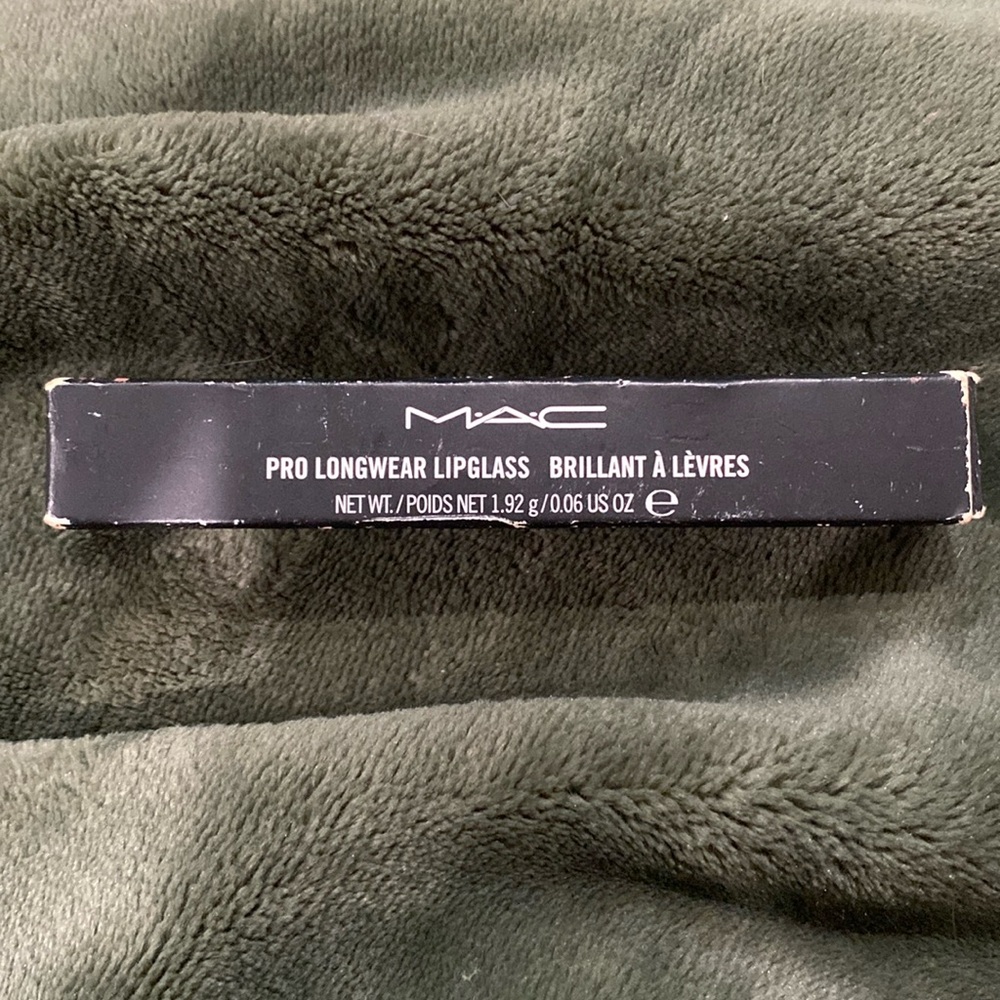 M·A·C
PRO LONGWEAR LIPGLASS BRILLANT À LÈVRES
NET WT. / POIDS NET 1.92 g / 0.06 US OZ ℮